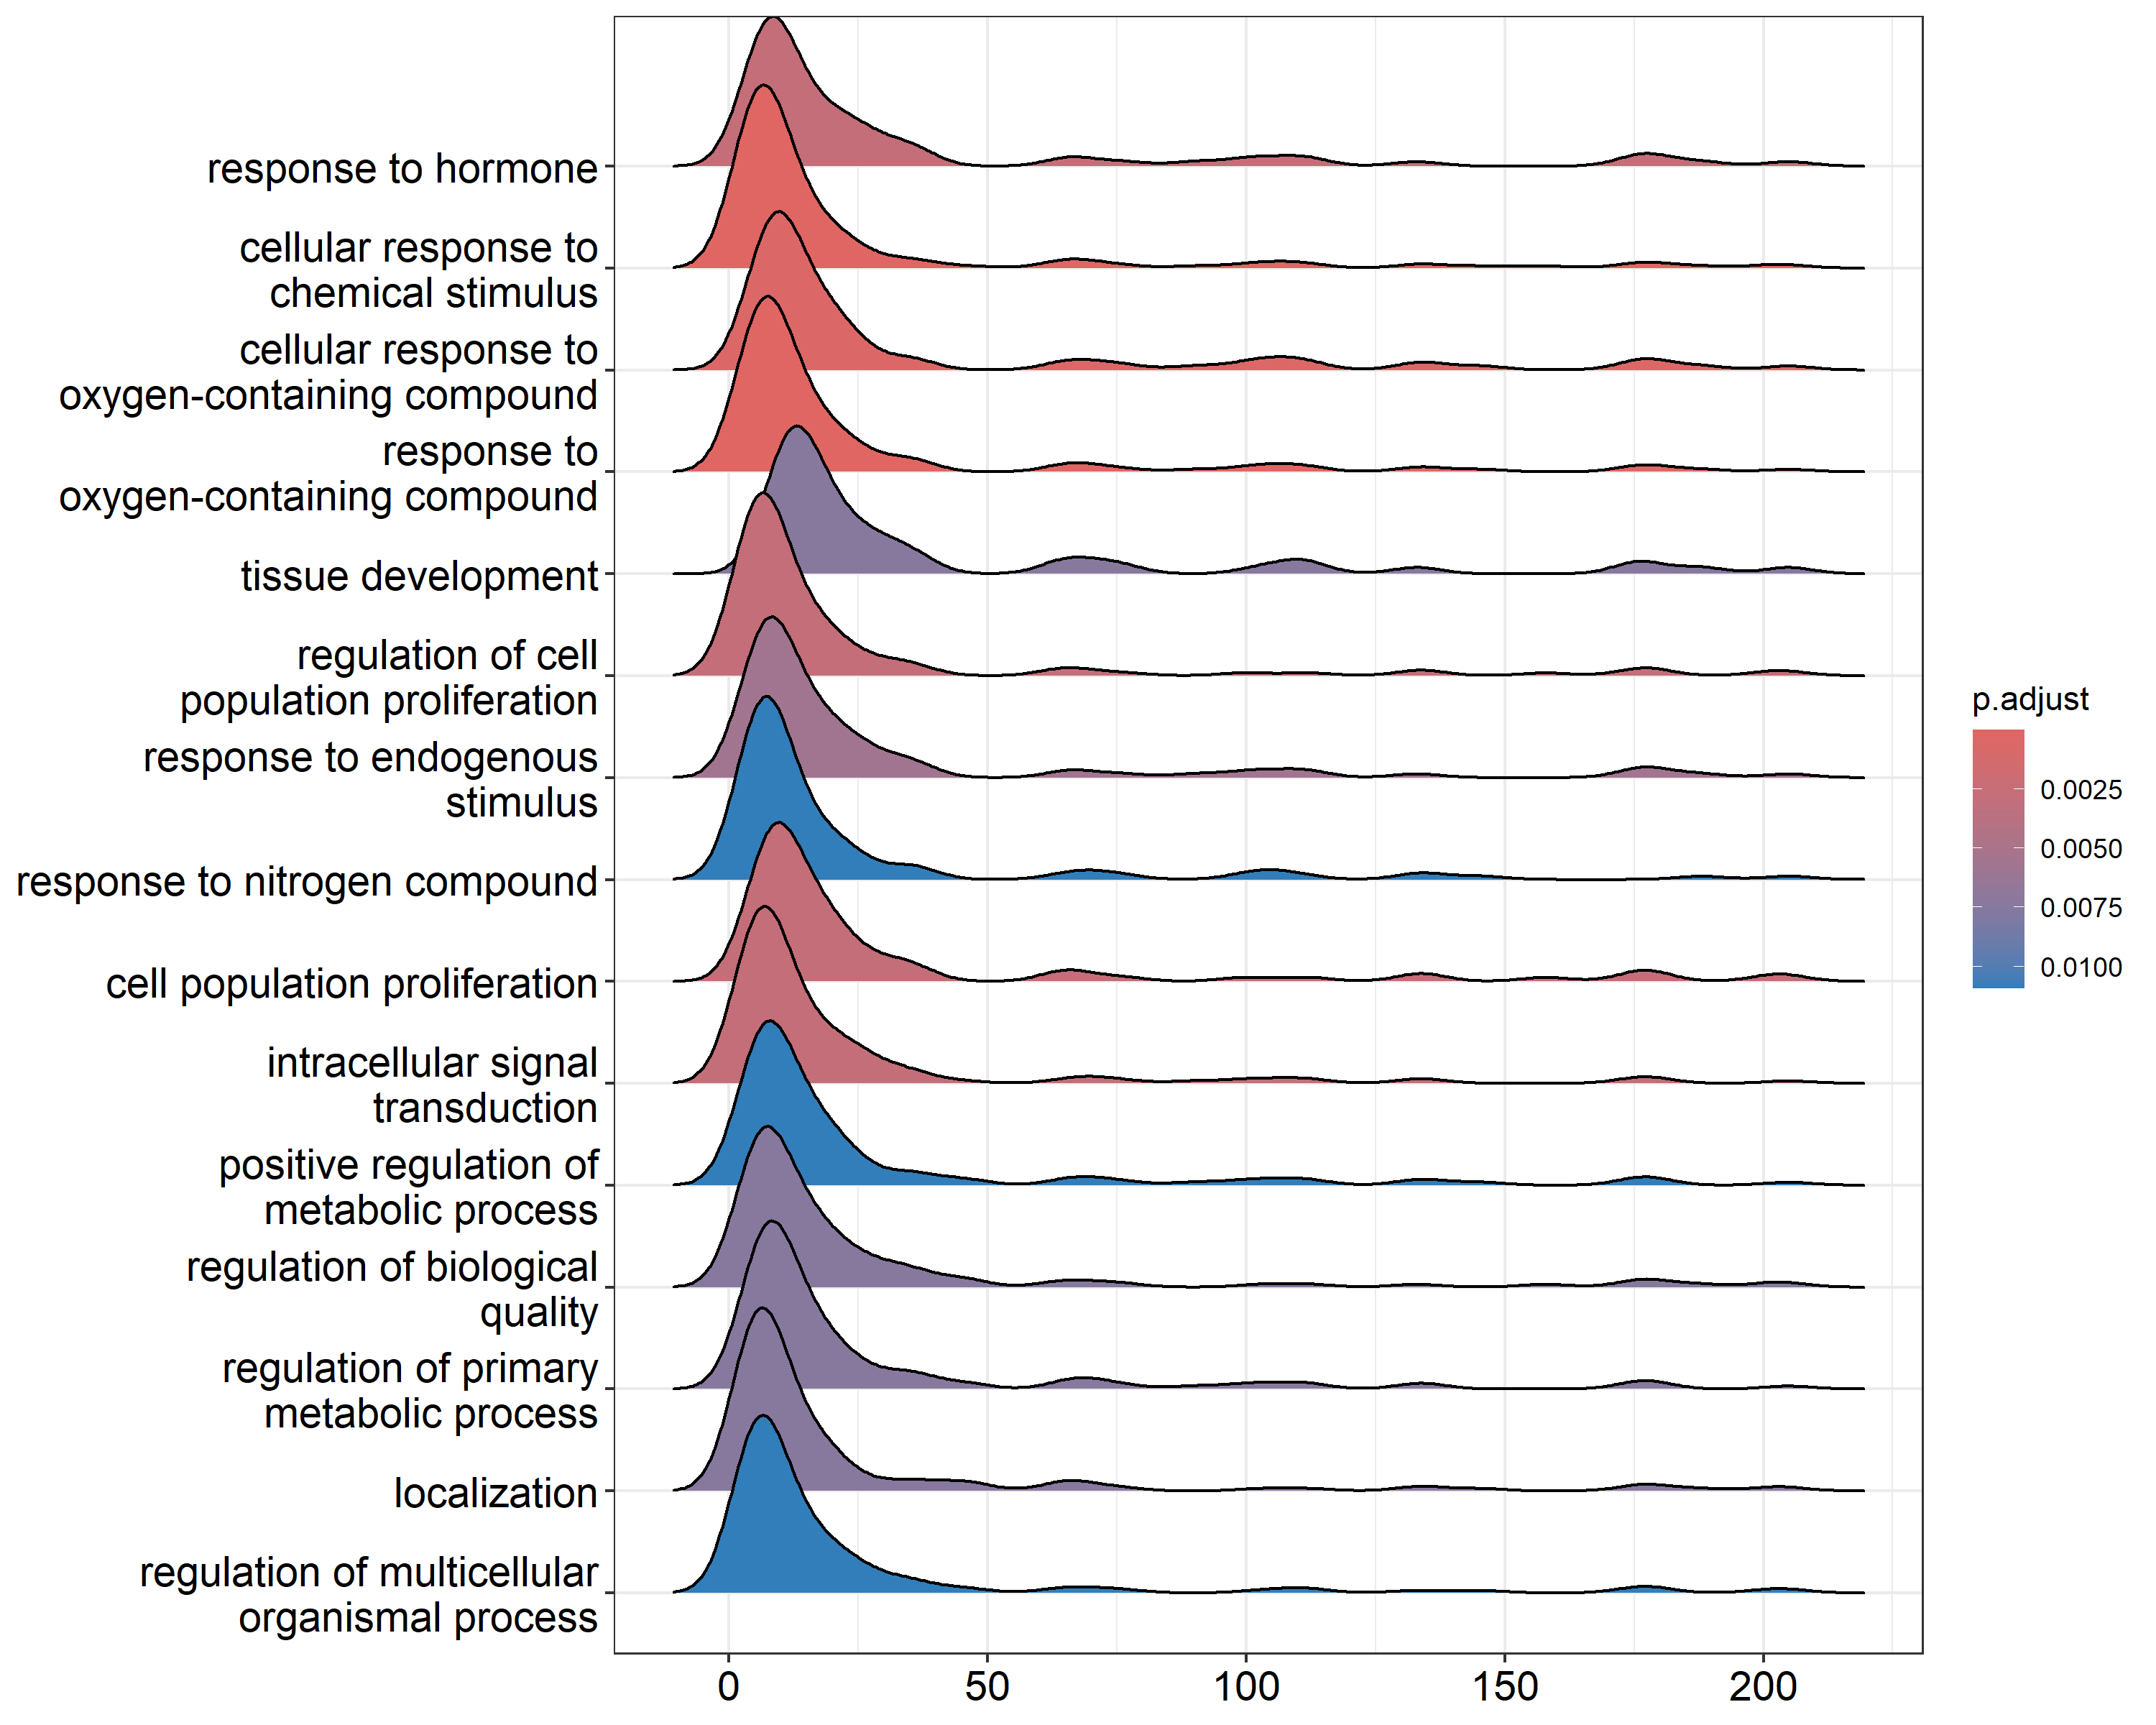 response to hormone
cellular response to
chemical stimulus
cellular response to
oxygen-containing compound
response to
oxygen-containing compound
tissue development
regulation of cell
population proliferation
response to endogenous
stimulus
response to nitrogen compound
cell population proliferation
intracellular signal
transduction
positive regulation of
metabolic process
regulation of biological
quality
regulation of primary
metabolic process
localization
regulation of multicellular
organismal process
0 50 100 150 200
p.adjust
0.0025
0.0050
0.0075
0.0100